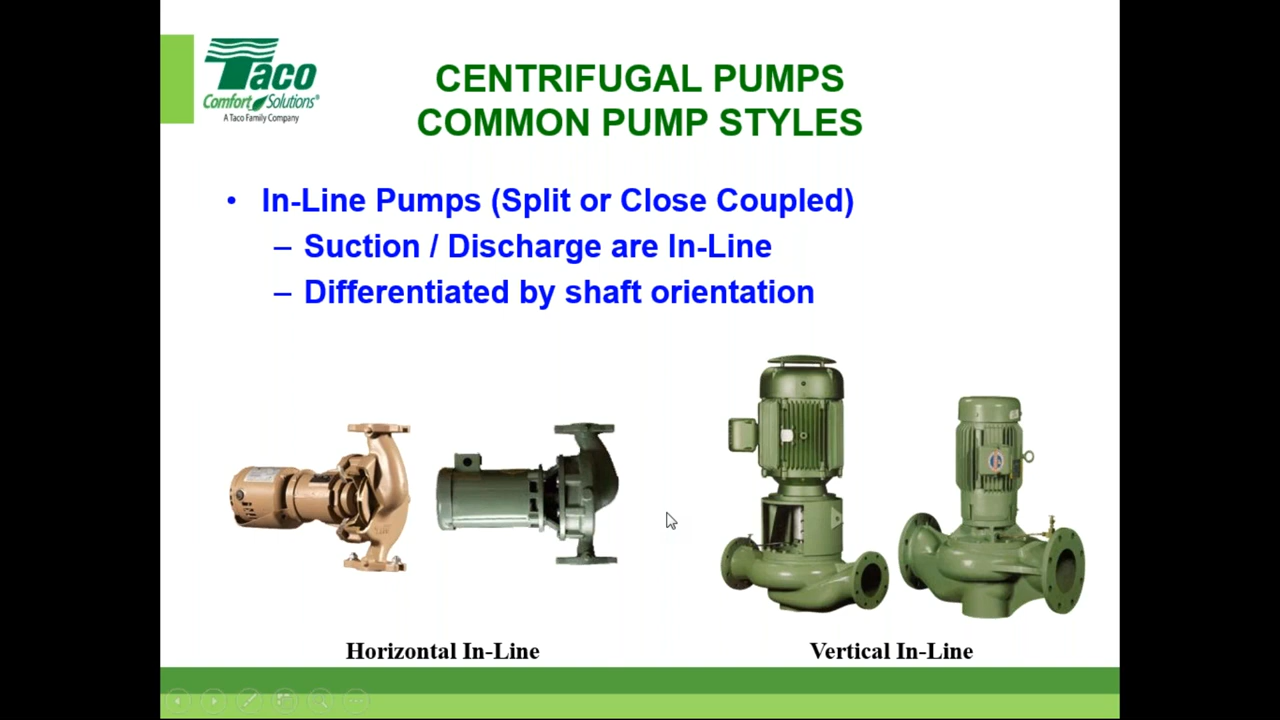 Taco
Comfort Solutions®
A Taco Family Company
CENTRIFUGAL PUMPS
COMMON PUMP STYLES
• In-Line Pumps (Split or Close Coupled)
– Suction / Discharge are In-Line
– Differentiated by shaft orientation
Horizontal In-Line
Vertical In-Line